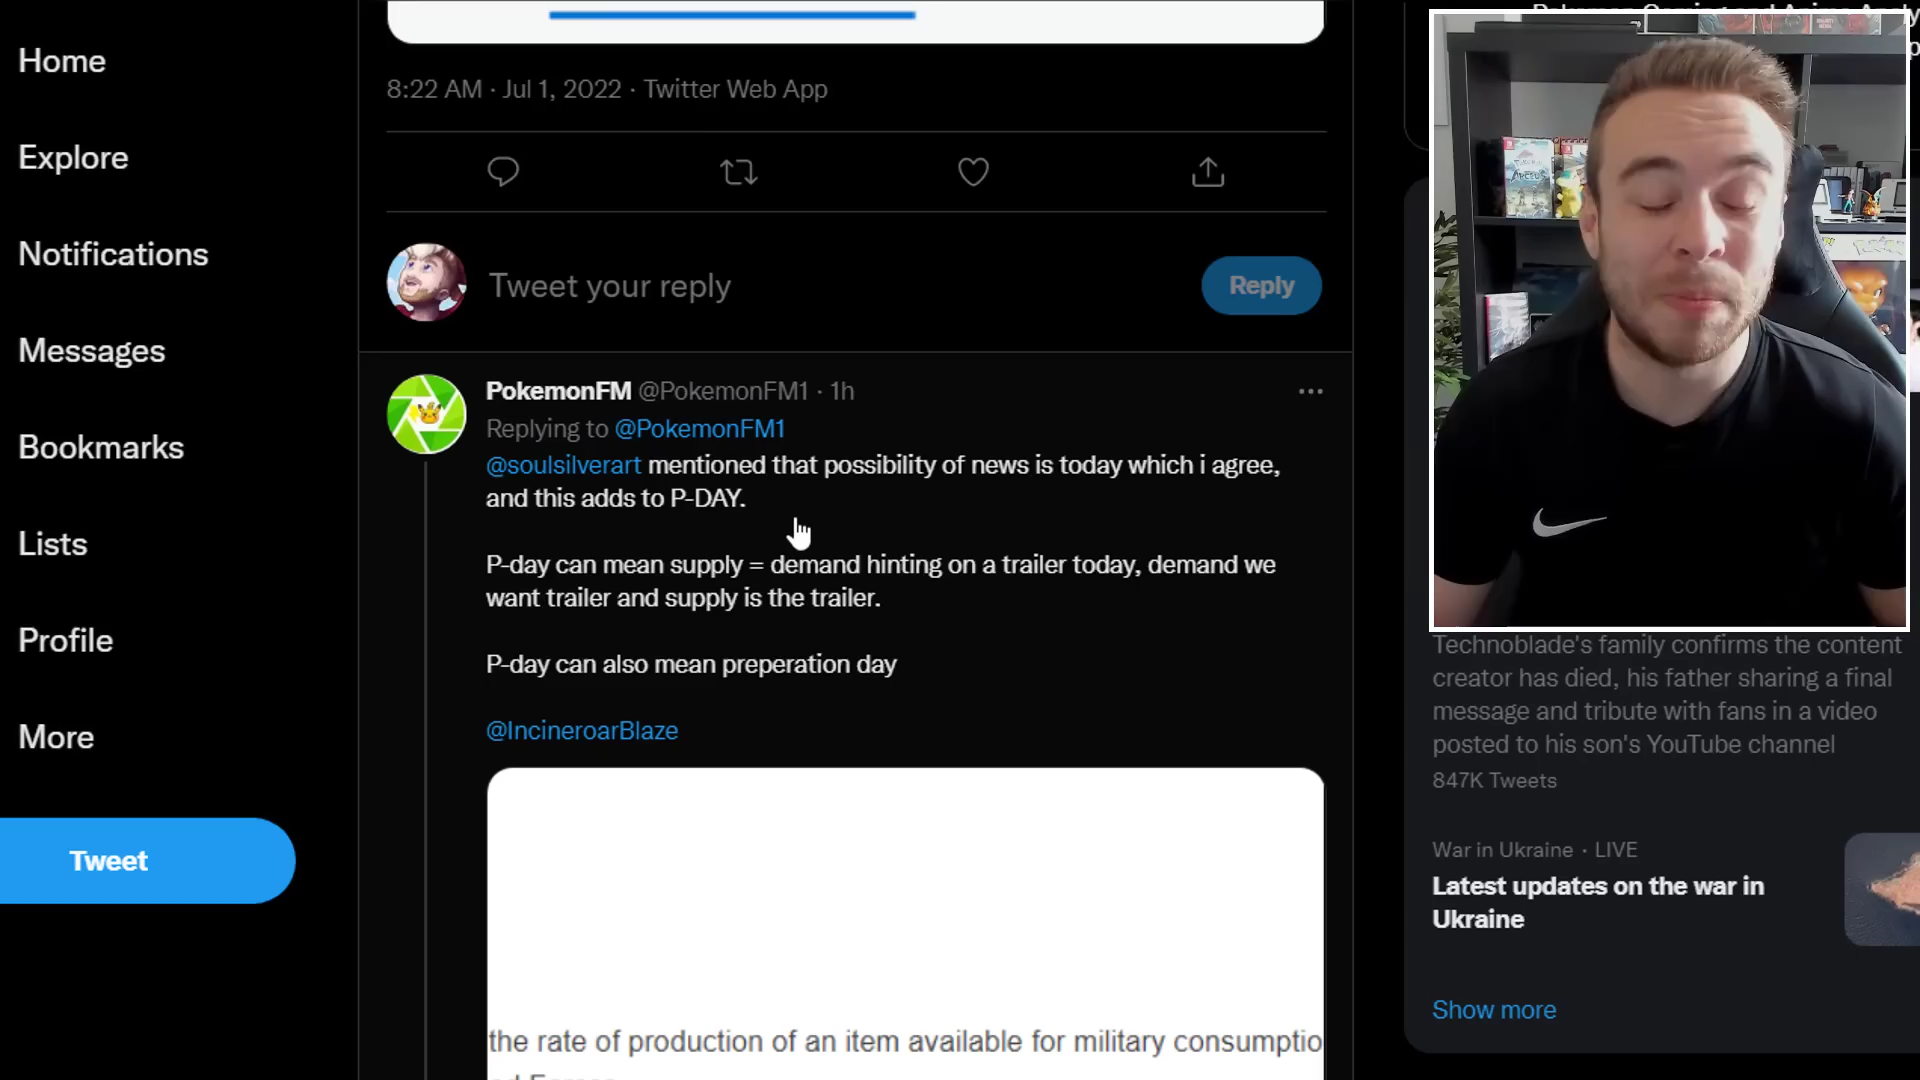 Home
Explore
Notifications
Messages
Bookmarks
Lists
Profile
More
Tweet
8:22 AM · Jul 1, 2022 · Twitter Web App
Tweet your reply
Reply
PokemonFM @PokemonFM1 · 1h
Replying to @PokemonFM1
@soulsilverart mentioned that possibility of news is today which i agree,
and this adds to P-DAY.
P-day can mean supply = demand hinting on a trailer today, demand we
want trailer and supply is the trailer.
P-day can also mean preperation day
@IncineroarBlaze
the rate of production of an item available for military consumptio
ARCEUS
Technoblade's family confirms the content
creator has died, his father sharing a final
message and tribute with fans in a video
posted to his son's YouTube channel
847K Tweets
War in Ukraine · LIVE
Latest updates on the war in
Ukraine
Show more